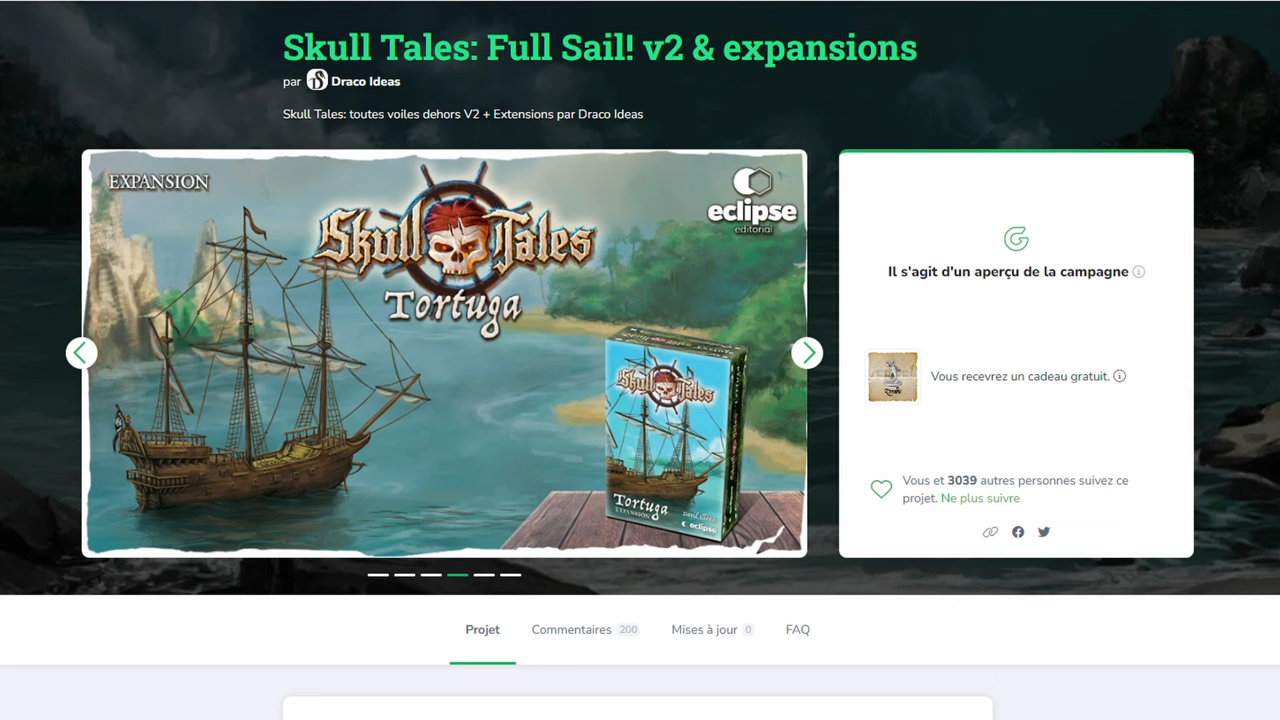 Skull Tales: Full Sail! v2 & expansions
par Draco Ideas
Skull Tales: toutes voiles dehors V2 + Extensions par Draco Ideas
EXPANSION
eclipse
editorial
Skull Tales
Tortuga
Skull Tales
Tortuga
EXPANSION
eclipse
Il s'agit d'un aperçu de la campagne
Vous recevrez un cadeau gratuit.
Vous et 3039 autres personnes suivez ce
projet. Ne plus suivre
Projet
Commentaires 200
Mises à jour 0
FAQ